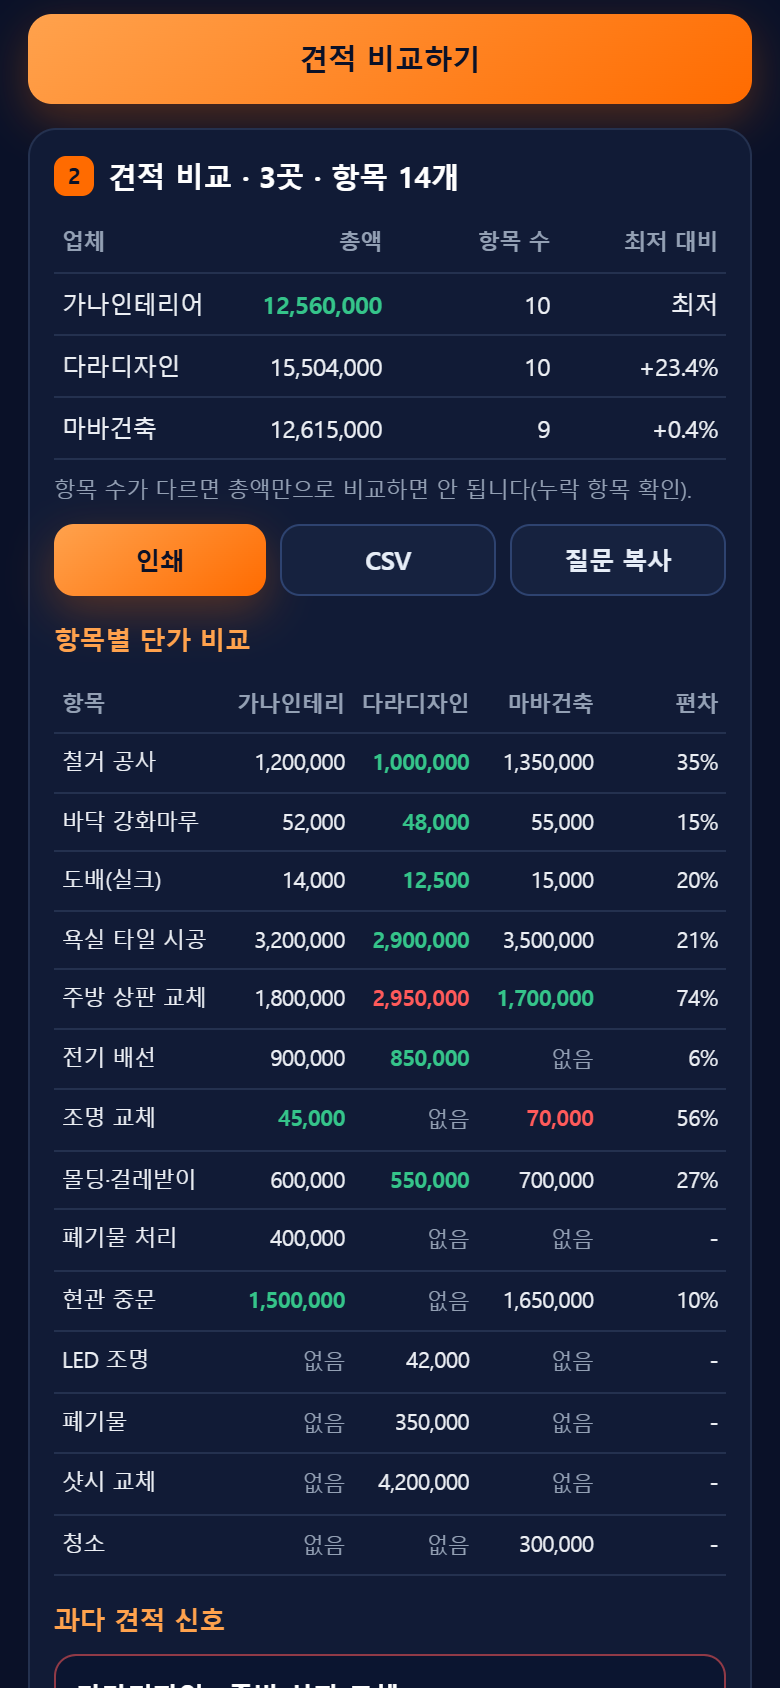 견적 비교하기
2 견적 비교 · 3곳 · 항목 14개
업체 총액 항목 수 최저 대비
가나인테리어 12,560,000 10 최저
다라디자인 15,504,000 10 +23.4%
마바건축 12,615,000 9 +0.4%
항목 수가 다르면 총액만으로 비교하면 안 됩니다(누락 항목 확인).
인쇄 CSV 질문 복사
항목별 단가 비교
항목 가나인테리 다라디자인 마바건축 편차
철거 공사 1,200,000 1,000,000 1,350,000 35%
바닥 강화마루 52,000 48,000 55,000 15%
도배(실크) 14,000 12,500 15,000 20%
욕실 타일 시공 3,200,000 2,900,000 3,500,000 21%
주방 상판 교체 1,800,000 2,950,000 1,700,000 74%
전기 배선 900,000 850,000 없음 6%
조명 교체 45,000 없음 70,000 56%
몰딩·걸레받이 600,000 550,000 700,000 27%
폐기물 처리 400,000 없음 없음 -
현관 중문 1,500,000 없음 1,650,000 10%
LED 조명 없음 42,000 없음 -
폐기물 없음 350,000 없음 -
샷시 교체 없음 4,200,000 없음 -
청소 없음 없음 300,000 -
과다 견적 신호